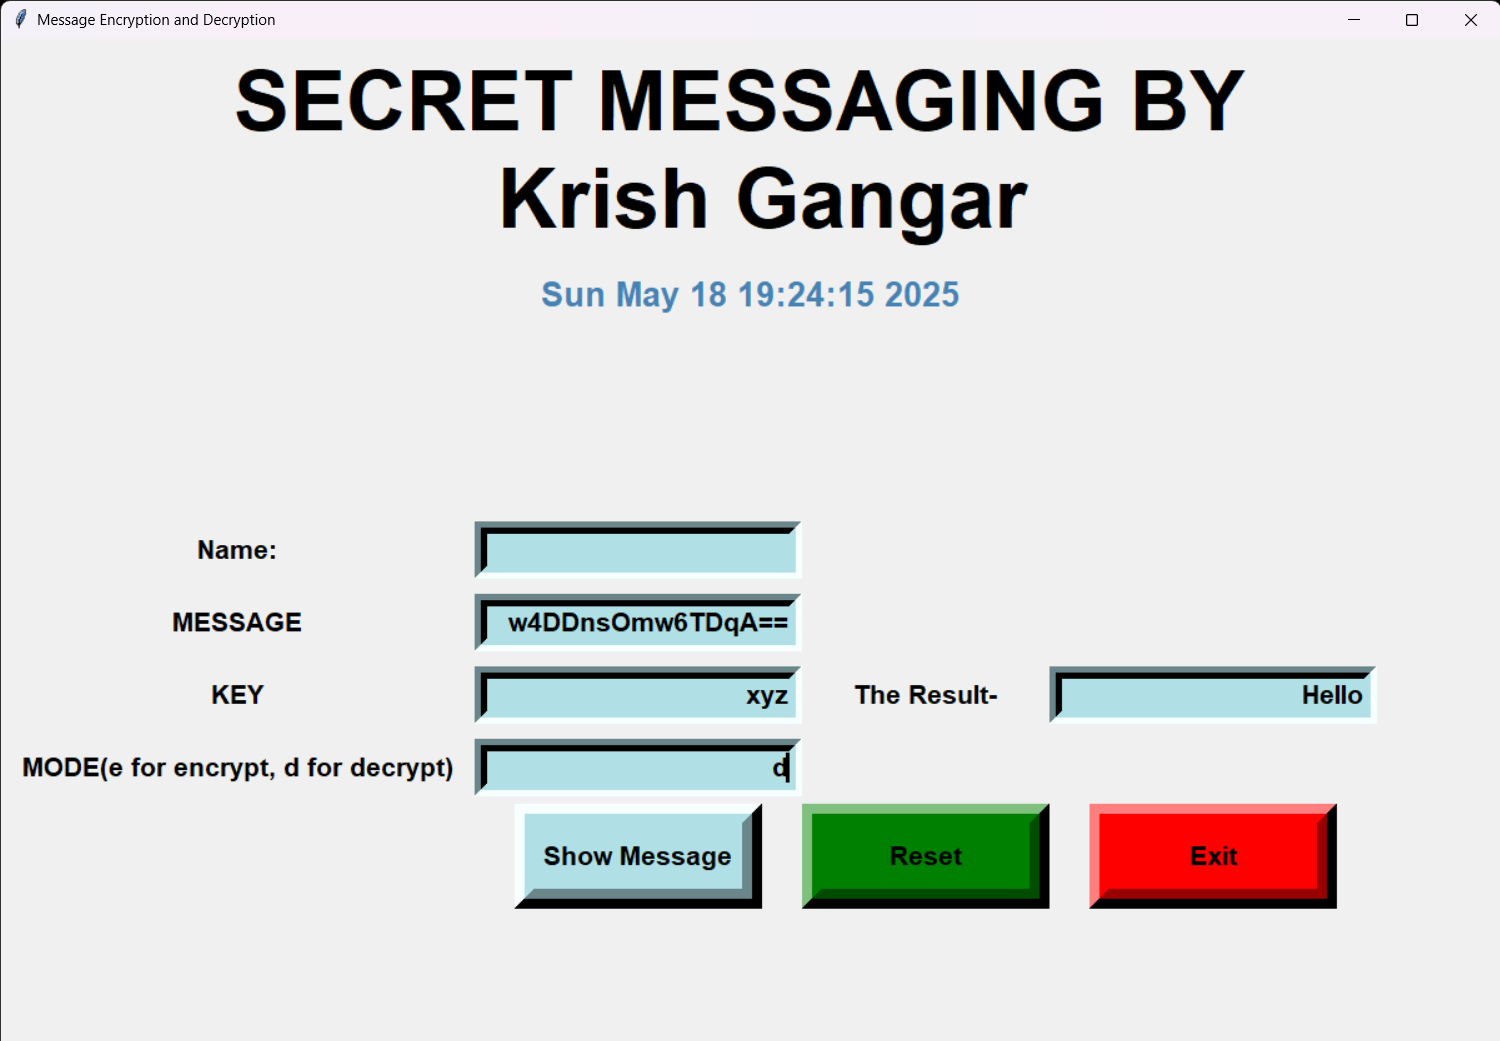 Message Encryption and Decryption
SECRET MESSAGING BY
Krish Gangar
Sun May 18 19:24:15 2025
Name:
MESSAGE w4DDnsOmw6TDqA==
KEY xyz The Result- Hello
MODE(e for encrypt, d for decrypt) d
Show Message Reset Exit